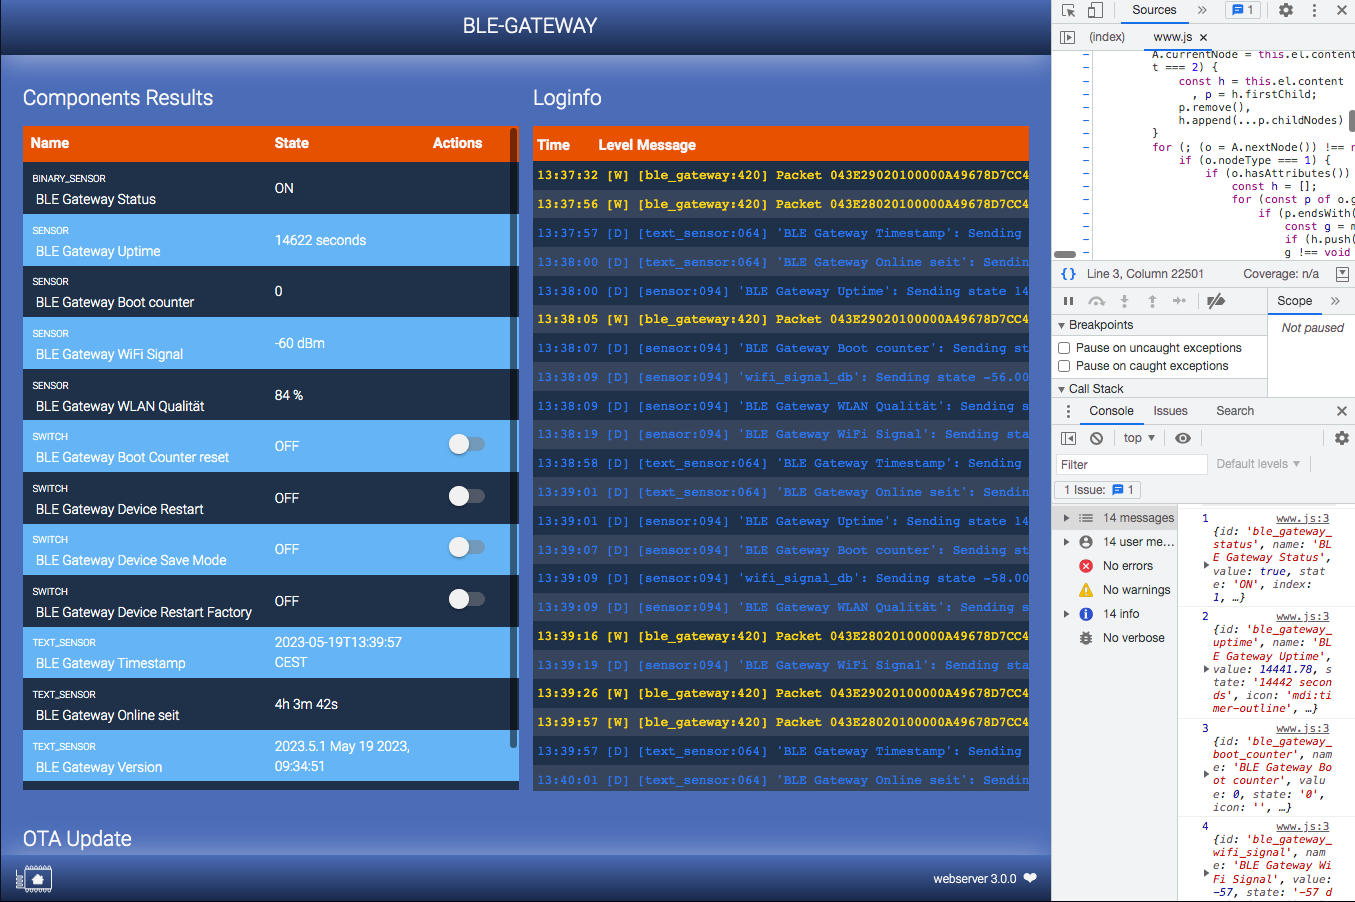 BLE-GATEWAY
Components Results
Name State Actions
BINARY_SENSOR
BLE Gateway Status
ON
SENSOR
BLE Gateway Uptime
14622 seconds
SENSOR
BLE Gateway Boot counter
0
SENSOR
BLE Gateway WiFi Signal
-60 dBm
SENSOR
BLE Gateway WLAN Qualität
84 %
SWITCH
BLE Gateway Boot Counter reset
OFF
SWITCH
BLE Gateway Device Restart
OFF
SWITCH
BLE Gateway Device Save Mode
OFF
SWITCH
BLE Gateway Device Restart Factory
OFF
TEXT_SENSOR
BLE Gateway Timestamp
2023-05-19T13:39:57
CEST
TEXT_SENSOR
BLE Gateway Online seit
4h 3m 42s
TEXT_SENSOR
BLE Gateway Version
2023.5.1 May 19 2023,
09:34:51
Loginfo
Time Level Message
13:37:32 [W] [ble_gateway:420] Packet 043E29020100000A49678D7CC4
13:37:56 [W] [ble_gateway:420] Packet 043E28020100000A49678D7CC4
13:37:57 [D] [text_sensor:064] 'BLE Gateway Timestamp': Sending
13:38:00 [D] [text_sensor:064] 'BLE Gateway Online seit': Sendin
13:38:00 [D] [sensor:094] 'BLE Gateway Uptime': Sending state 14
13:38:05 [W] [ble_gateway:420] Packet 043E29020100000A49678D7CC4
13:38:07 [D] [sensor:094] 'BLE Gateway Boot counter': Sending st
13:38:09 [D] [sensor:094] 'wifi_signal_db': Sending state -56.00
13:38:09 [D] [sensor:094] 'BLE Gateway WLAN Qualität': Sending s
13:38:19 [D] [sensor:094] 'BLE Gateway WiFi Signal': Sending sta
13:38:58 [D] [text_sensor:064] 'BLE Gateway Timestamp': Sending
13:39:01 [D] [text_sensor:064] 'BLE Gateway Online seit': Sendin
13:39:01 [D] [sensor:094] 'BLE Gateway Uptime': Sending state 14
13:39:07 [D] [sensor:094] 'BLE Gateway Boot counter': Sending st
13:39:09 [D] [sensor:094] 'wifi_signal_db': Sending state -58.00
13:39:09 [D] [sensor:094] 'BLE Gateway WLAN Qualität': Sending s
13:39:16 [W] [ble_gateway:420] Packet 043E28020100000A49678D7CC4
13:39:19 [D] [sensor:094] 'BLE Gateway WiFi Signal': Sending sta
13:39:26 [W] [ble_gateway:420] Packet 043E29020100000A49678D7CC4
13:39:57 [W] [ble_gateway:420] Packet 043E28020100000A49678D7CC4
13:39:57 [D] [text_sensor:064] 'BLE Gateway Timestamp': Sending
13:40:01 [D] [text_sensor:064] 'BLE Gateway Online seit': Sendin
OTA Update
webserver 3.0.0 ❤
Sources » 1
(index) www.js ×
A.currentNode = this.el.content
t === 2) {
const h = this.el.content
, p = h.firstChild;
p.remove(),
h.append(...p.childNodes)
}
for (; (o = A.nextNode()) !== n
if (o.nodeType === 1) {
if (o.hasAttributes())
const h = [];
for (const p of o.g
if (p.endsWith(
const g = m
if (h.push(
g !== void
{} Line 3, Column 22501 Coverage: n/a
Scope »
Breakpoints
Not paused
Pause on uncaught exceptions
Pause on caught exceptions
Call Stack
Console Issues Search
top
Filter Default levels
1 Issue: 1
14 messages
14 user me...
No errors
No warnings
14 info
No verbose
1 www.js:3
{id: 'ble_gateway_
status', name: 'BL
E Gateway Status',
value: true, stat
e: 'ON', index:
1, …}
2 www.js:3
{id: 'ble_gateway_
uptime', name: 'BL
E Gateway Uptime',
value: 14441.78, s
tate: '14442 secon
ds', icon: 'mdi:ti
mer-outline', …}
3 www.js:3
{id: 'ble_gateway_
boot_counter', nam
e: 'BLE Gateway Bo
ot counter', valu
e: 0, state: '0',
icon: '', …}
4 www.js:3
{id: 'ble_gateway_
wifi_signal', nam
e: 'BLE Gateway Wi
Fi Signal', value:
-57, state: '-57 d